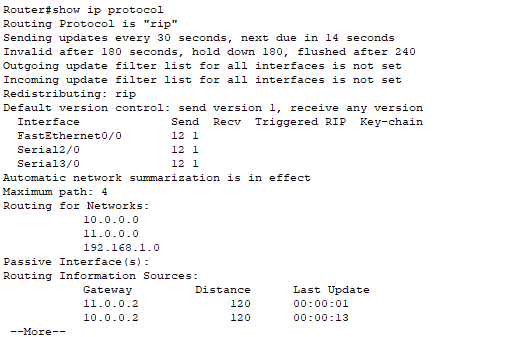 Router#show ip protocol
Routing Protocol is "rip"
Sending updates every 30 seconds, next due in 14 seconds
Invalid after 180 seconds, hold down 180, flushed after 240
Outgoing update filter list for all interfaces is not set
Incoming update filter list for all interfaces is not set
Redistributing: rip
Default version control: send version 1, receive any version
Interface Send Recv Triggered RIP Key-chain
FastEthernet0/0 12 1
Serial2/0 12 1
Serial3/0 12 1
Automatic network summarization is in effect
Maximum path: 4
Routing for Networks:
10.0.0.0
11.0.0.0
192.168.1.0
Passive Interface(s):
Routing Information Sources:
Gateway Distance Last Update
11.0.0.2 120 00:00:01
10.0.0.2 120 00:00:13
--More--